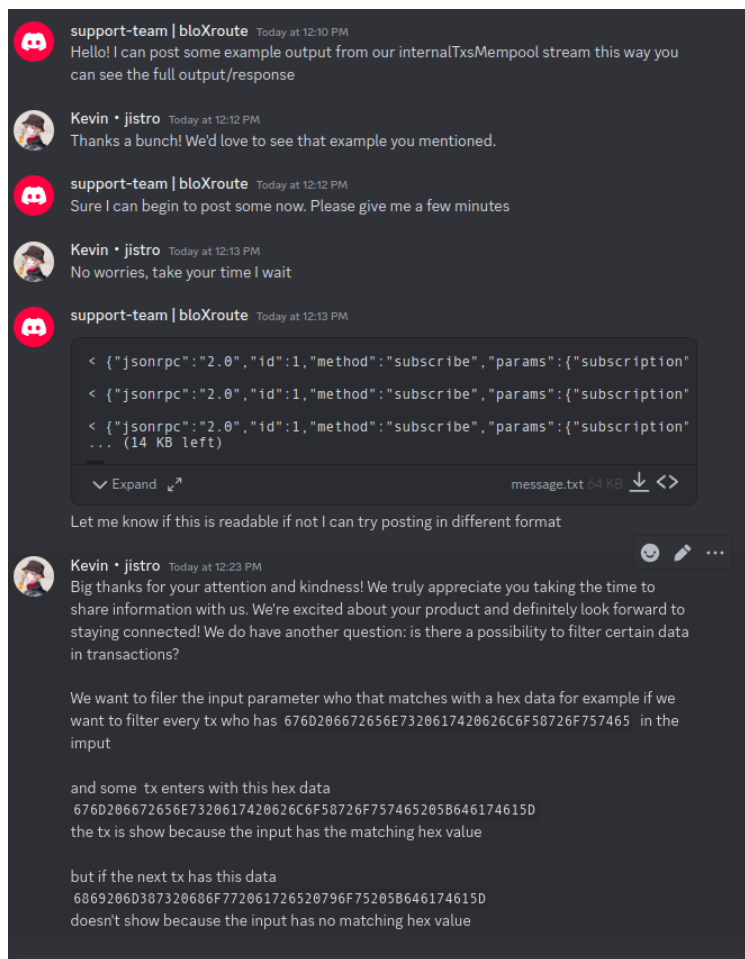 support-team | bloXroute Today at 12:10 PM
Hello! I can post some example output from our internalTxsMempool stream this way you
can see the full output/response
Kevin • jistro Today at 12:12 PM
Thanks a bunch! We'd love to see that example you mentioned.
support-team | bloXroute Today at 12:12 PM
Sure I can begin to post some now. Please give me a few minutes
Kevin • jistro Today at 12:13 PM
No worries, take your time I wait
support-team | bloXroute Today at 12:13 PM
< {"jsonrpc":"2.0","id":1,"method":"subscribe","params":{"subscription"
< {"jsonrpc":"2.0","id":1,"method":"subscribe","params":{"subscription"
< {"jsonrpc":"2.0","id":1,"method":"subscribe","params":{"subscription"
... (14 KB left)
Expand message.txt 64 KB
Let me know if this is readable if not I can try posting in different format
Kevin • jistro Today at 12:23 PM
Big thanks for your attention and kindness! We truly appreciate you taking the time to
share information with us. We're excited about your product and definitely look forward to
staying connected! We do have another question: is there a possibility to filter certain data
in transactions?
We want to filer the input parameter who that matches with a hex data for example if we
want to filter every tx who has 676D206672656E7320617420626C6F58726F757465 in the
imput
and some tx enters with this hex data
676D206672656E7320617420626C6F58726F757465205B646174615D
the tx is show because the input has the matching hex value
but if the next tx has this data
6869206D387320686F772061726520796F75205B646174615D
doesn't show because the input has no matching hex value